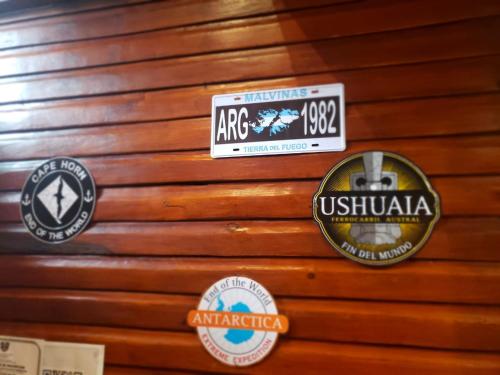 MALVINAS
ARG 1982
TIERRA DEL FUEGO
CAPE HORN
END OF THE WORLD
USHUAIA
FERROCARRIL AUSTRAL
FIN DEL MUNDO
End of the World
ANTARCTICA
EXTREME EXPEDITION